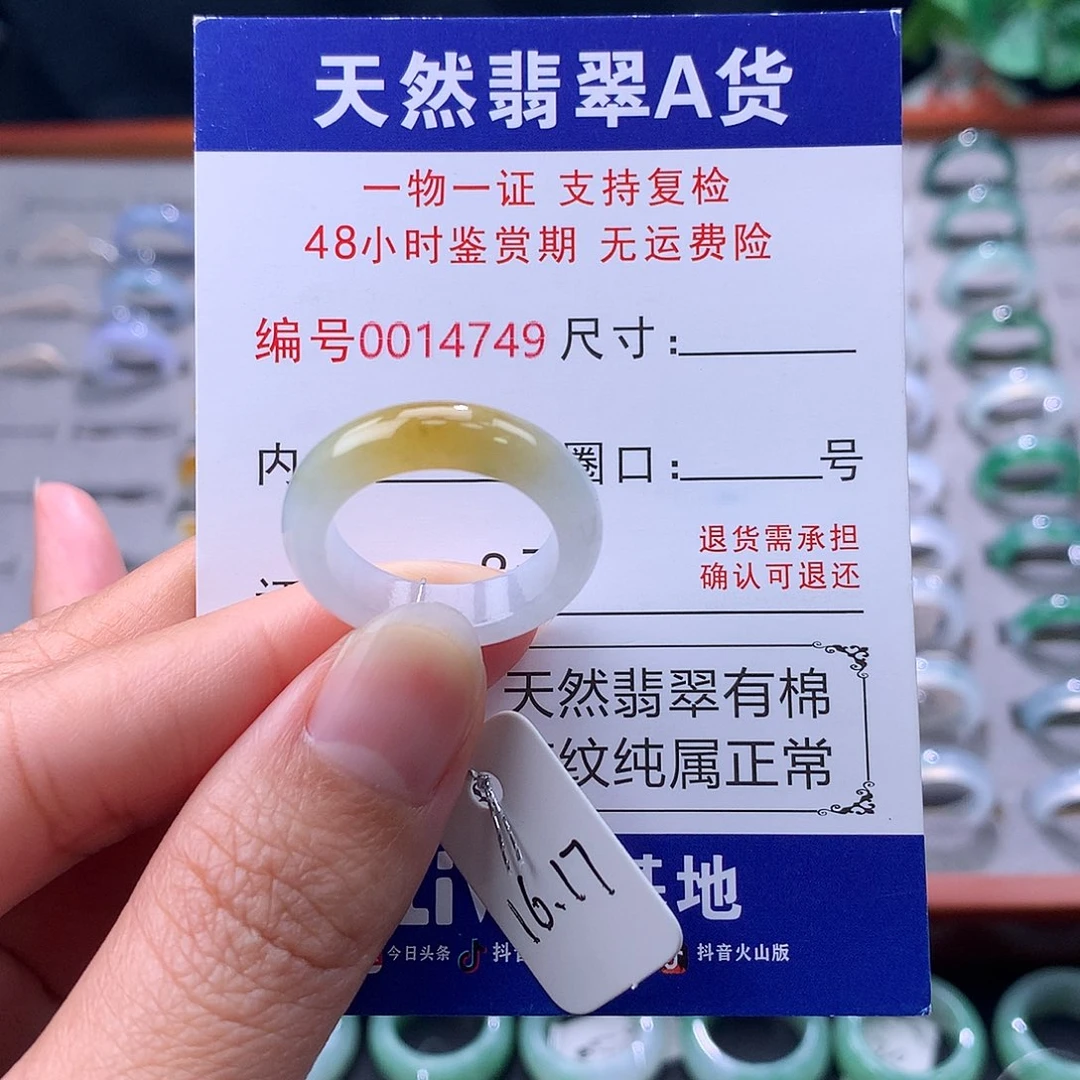 天然翡翠A货
一物一证 支持复检
48小时鉴赏期 无运费险
编号0014749 尺寸:
内 圈口: 号
退货需承担
确认可退还
天然翡翠有棉
纹纯属正常
基地
今日头条 抖音 抖音火山版
16.17